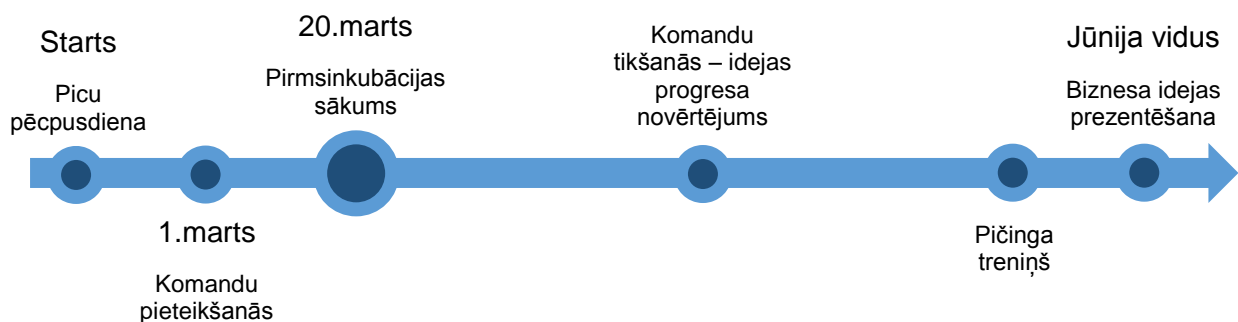 Starts
Picu
pēcpusdiena
1.marts
Komandu
pieteikšanās
20.marts
Pirmsinkubācijas
sākums
Komandu
tikšanās – idejas
progresa
novērtējums
Pičinga
treniņš
Jūnija vidus
Biznesa idejas
prezentēšana